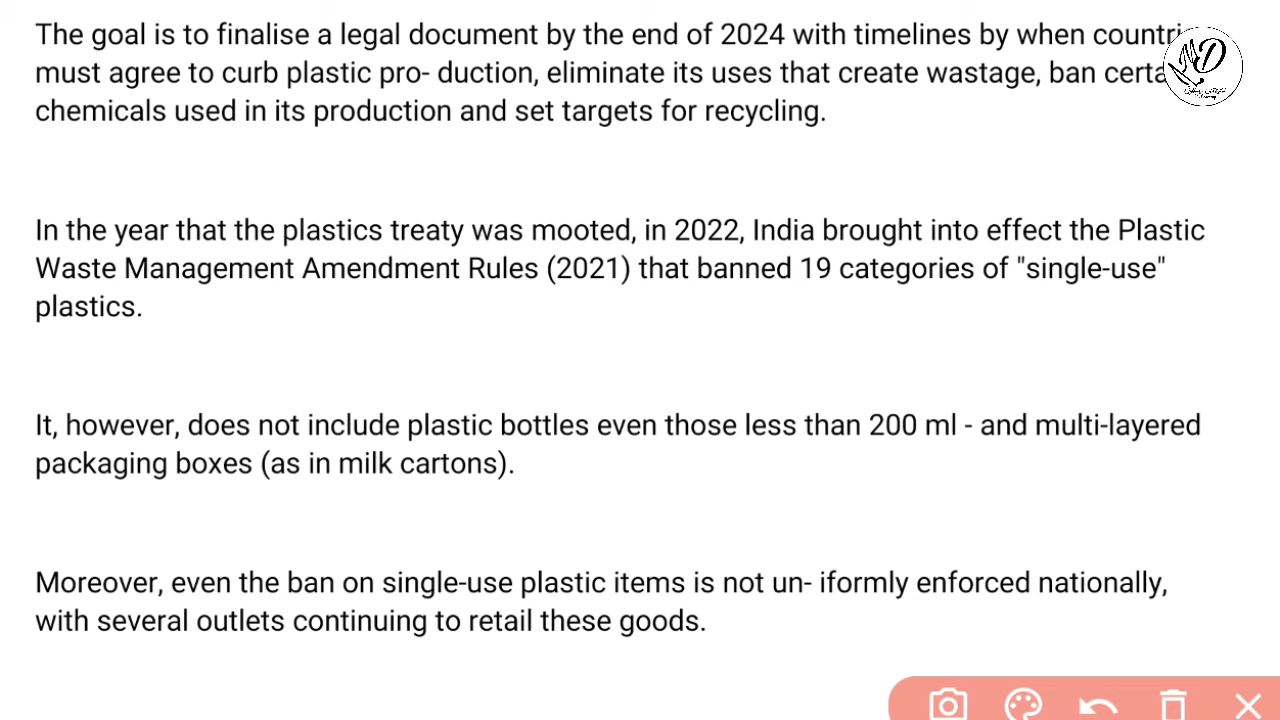 The goal is to finalise a legal document by the end of 2024 with timelines by when
must agree to curb plastic pro- duction, eliminate its uses that create wastage, ban
chemicals used in its production and set targets for recycling.
In the year that the plastics treaty was mooted, in 2022, India brought into effect the Plastic
Waste Management Amendment Rules (2021) that banned 19 categories of "single-use"
plastics.
It, however, does not include plastic bottles even those less than 200 ml - and multi-layered
packaging boxes (as in milk cartons).
Moreover, even the ban on single-use plastic items is not un- iformly enforced nationally,
with several outlets continuing to retail these goods.